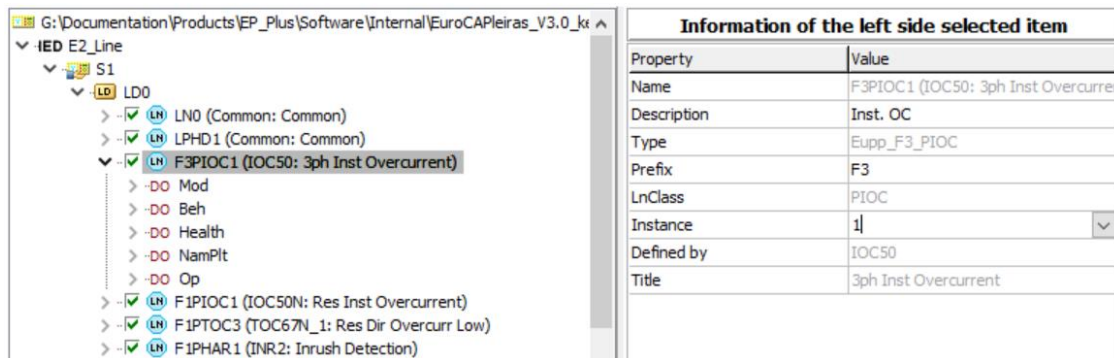 G:\Documentation\Products\EP_Plus\Software\Internal\EuroCAPleiras_V3.0_ke
IED E2_Line
S1
LD LD0
LN LN0 (Common: Common)
LN LPHD1 (Common: Common)
LN F3PIOC1 (IOC50: 3ph Inst Overcurrent)
DO Mod
DO Beh
DO Health
DO NamPlt
DO Op
LN F1PIOC1 (IOC50N: Res Inst Overcurrent)
LN F1PTOC3 (TOC67N_1: Res Dir Overcurr Low)
LN F1PHAR1 (INR2: Inrush Detection)
Information of the left side selected item
Property Value
Name F3PIOC1 (IOC50: 3ph Inst Overcurre
Description Inst. OC
Type Eupp_F3_PIOC
Prefix F3
LnClass PIOC
Instance 1
Defined by IOC50
Title 3ph Inst Overcurrent